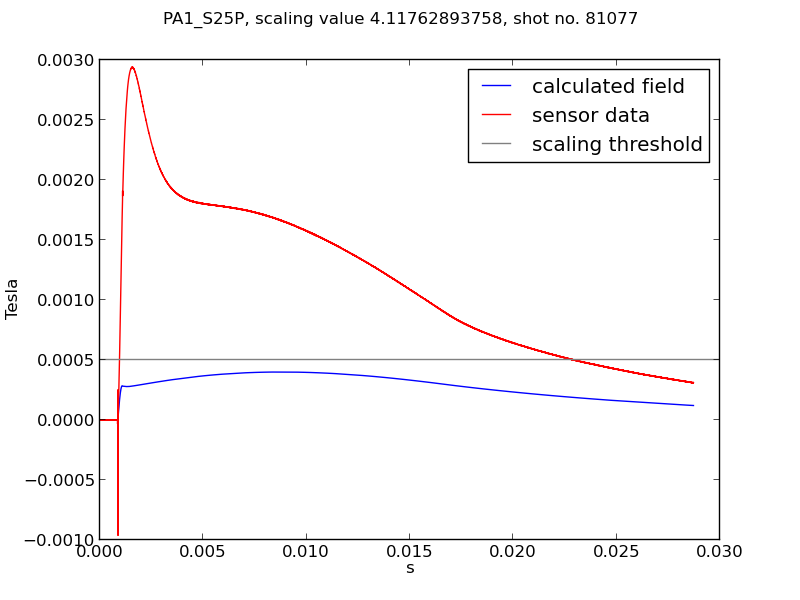 PA1_S25P, scaling value 4.11762893758, shot no. 81077
calculated field
sensor data
scaling threshold
0.0030
0.0025
0.0020
0.0015
0.0010
0.0005
0.0000
−0.0005
−0.0010
Tesla
0.000
0.005
0.010
0.015
0.020
0.025
0.030
s